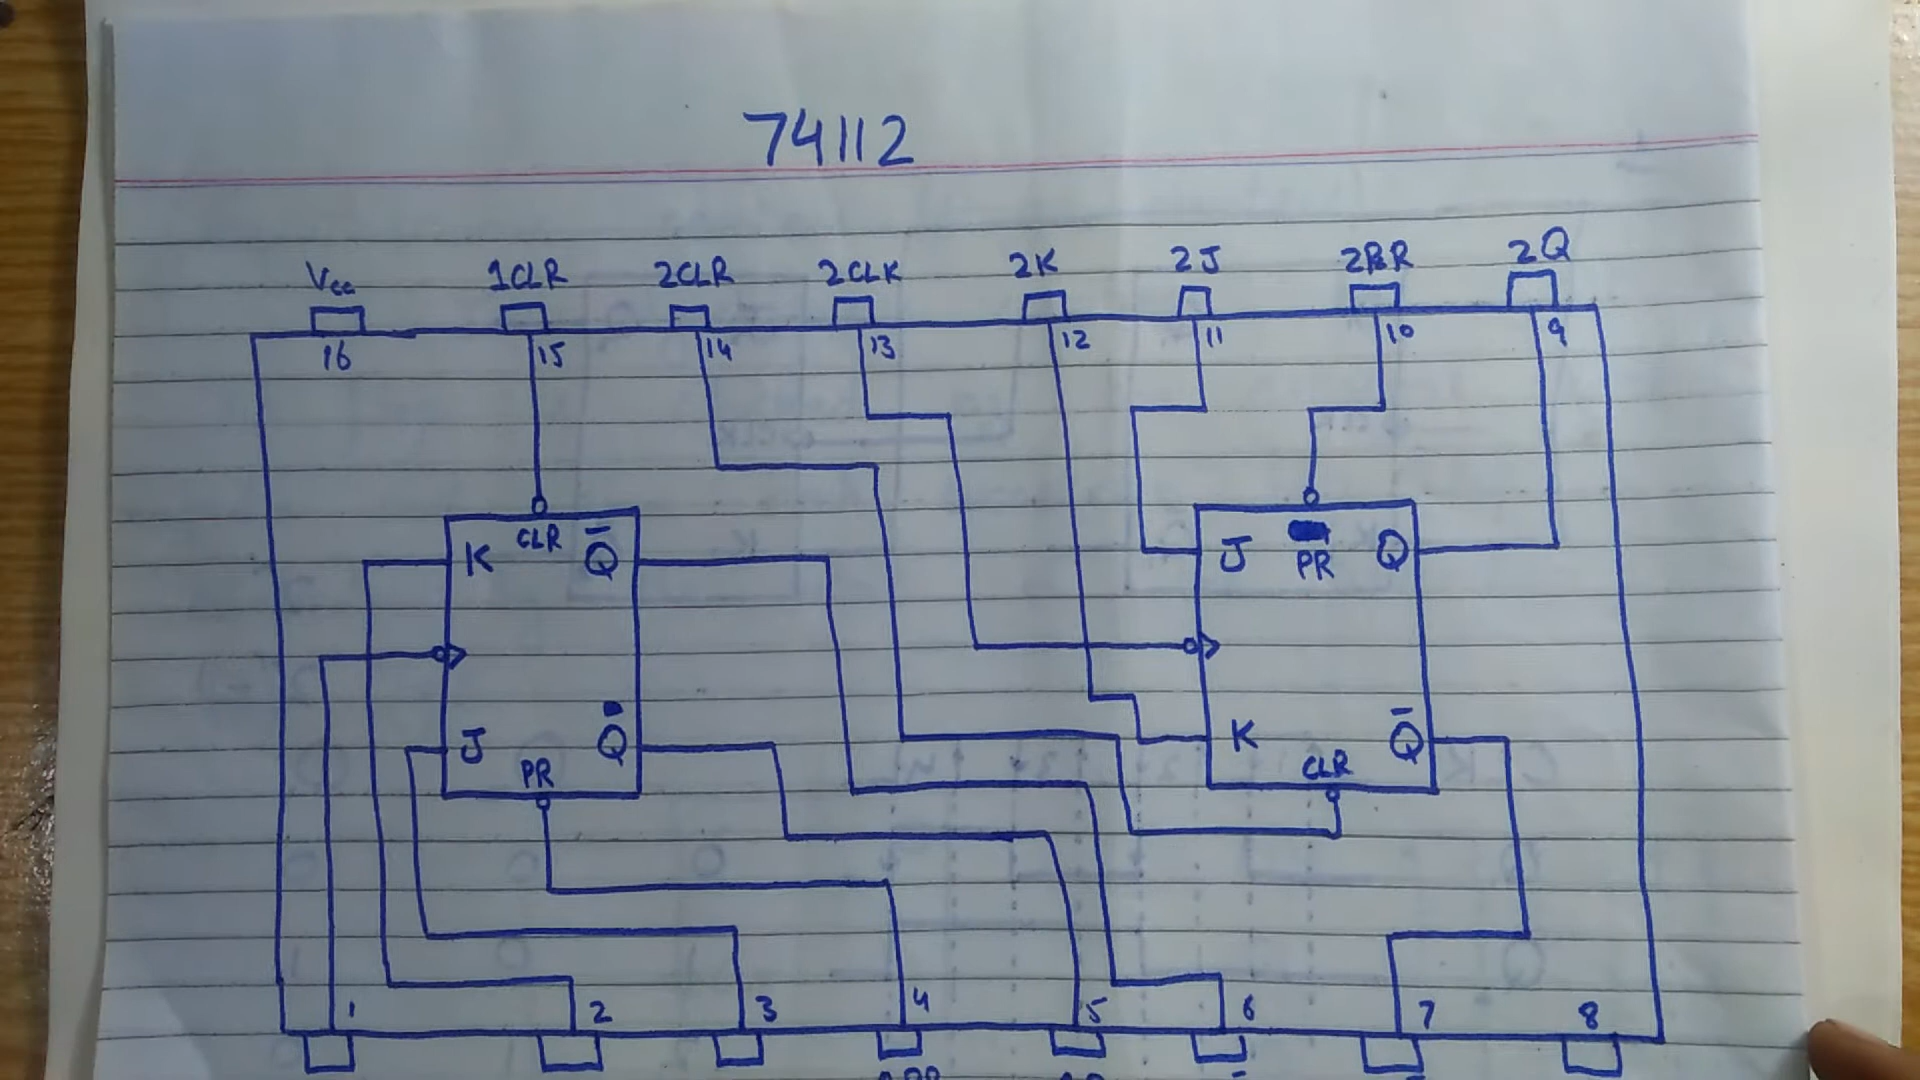 74112
Vcc 1CLR 2CLR 2CLK 2K 2J 2PR 2Q
16 15 14 13 12 11 10 9
K CLR Q̅ J PR Q
J PR Q K CLR Q̅
1 2 3 4 5 6 7 8